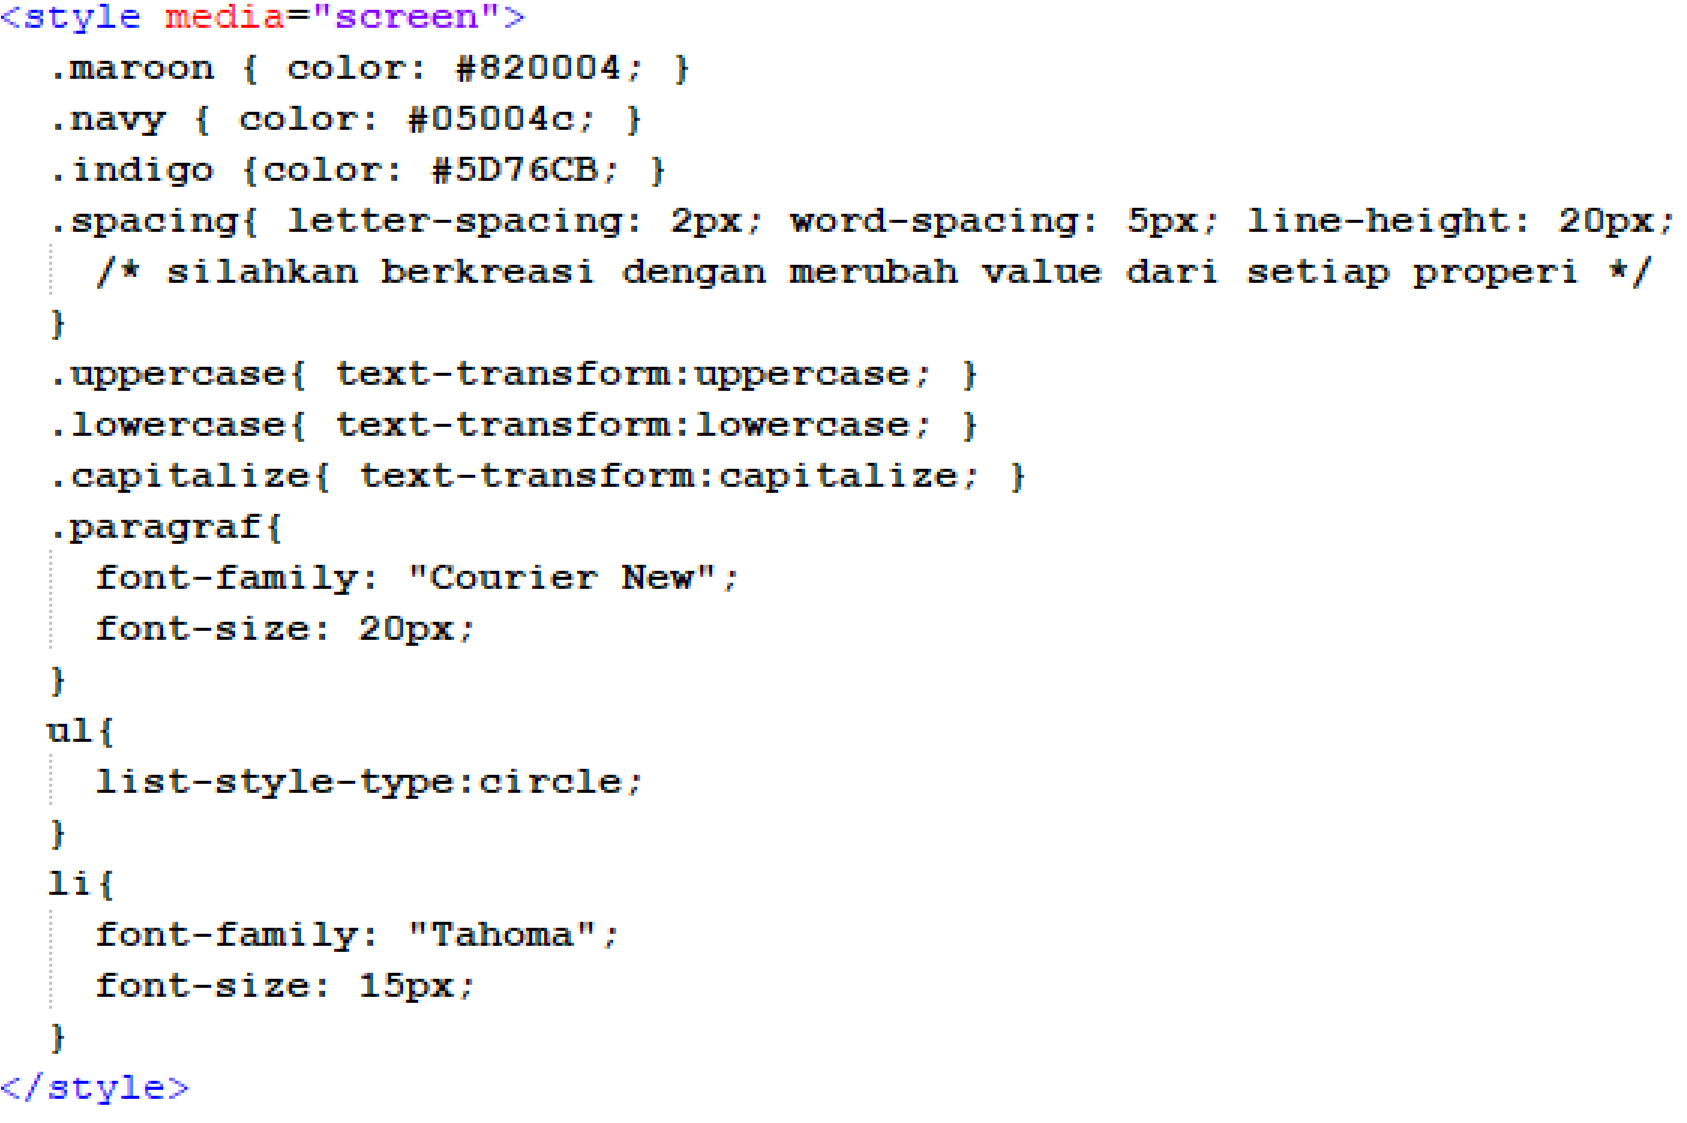 <style media="screen">
.maroon { color: #820004; }
.navy { color: #05004c; }
.indigo {color: #5D76CB; }
.spacing{ letter-spacing: 2px; word-spacing: 5px; line-height: 20px;
/* silahkan berkreasi dengan merubah value dari setiap properi */
}
.uppercase{ text-transform:uppercase; }
.lowercase{ text-transform:lowercase; }
.capitalize{ text-transform:capitalize; }
.paragraf{
font-family: "Courier New";
font-size: 20px;
}
ul{
list-style-type:circle;
}
li{
font-family: "Tahoma";
font-size: 15px;
}
</style>